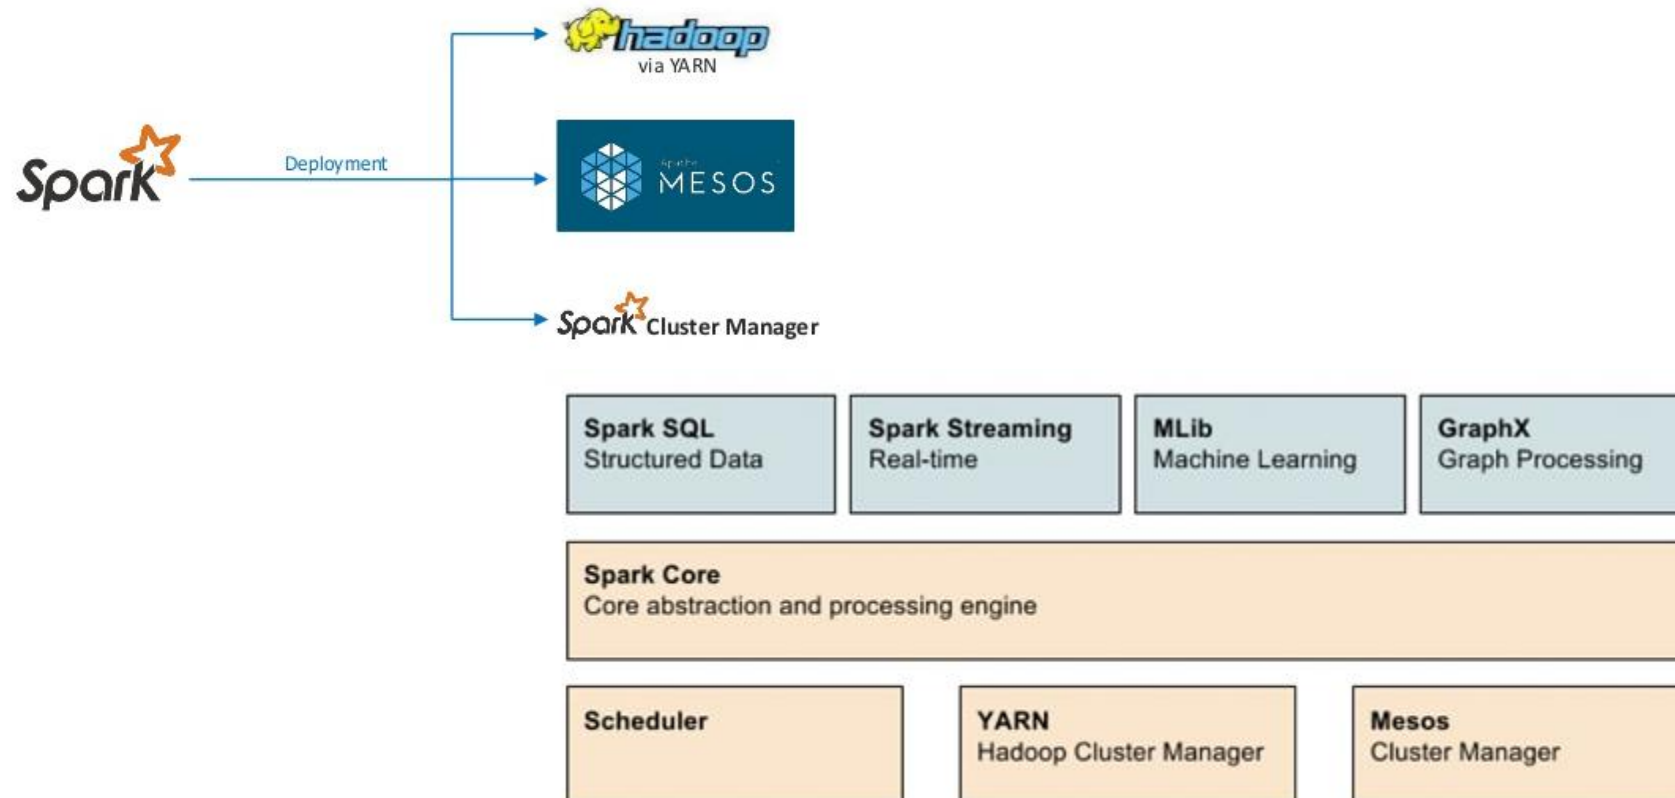 hadoop
via YARN
Spark
Deployment
Apache
MESOS
Spark Cluster Manager
Spark SQL
Structured Data
Spark Streaming
Real-time
MLib
Machine Learning
GraphX
Graph Processing
Spark Core
Core abstraction and processing engine
Scheduler
YARN
Hadoop Cluster Manager
Mesos
Cluster Manager